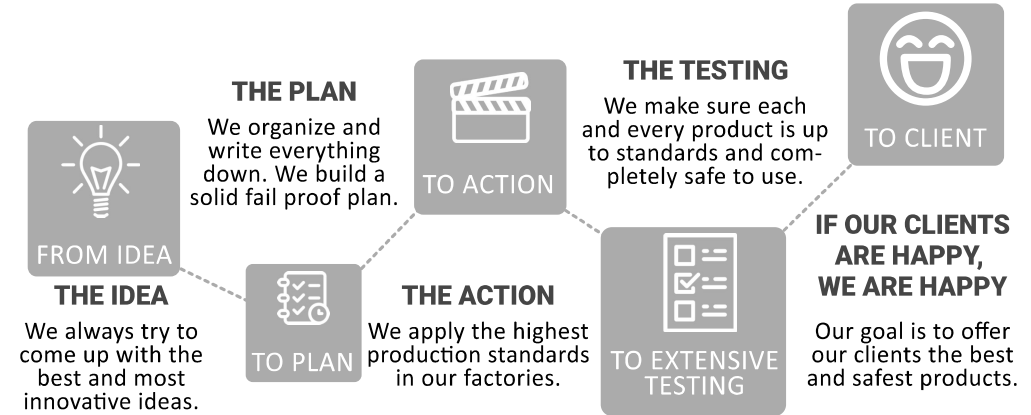 FROM IDEA
THE IDEA
We always try to
come up with the
best and most
innovative ideas.
THE PLAN
We organize and
write everything
down. We build a
solid fail proof plan.
TO PLAN
TO ACTION
THE ACTION
We apply the highest
production standards
in our factories.
THE TESTING
We make sure each
and every product is up
to standards and com-
pletely safe to use.
TO EXTENSIVE
TESTING
TO CLIENT
IF OUR CLIENTS
ARE HAPPY,
WE ARE HAPPY
Our goal is to offer
our clients the best
and safest products.